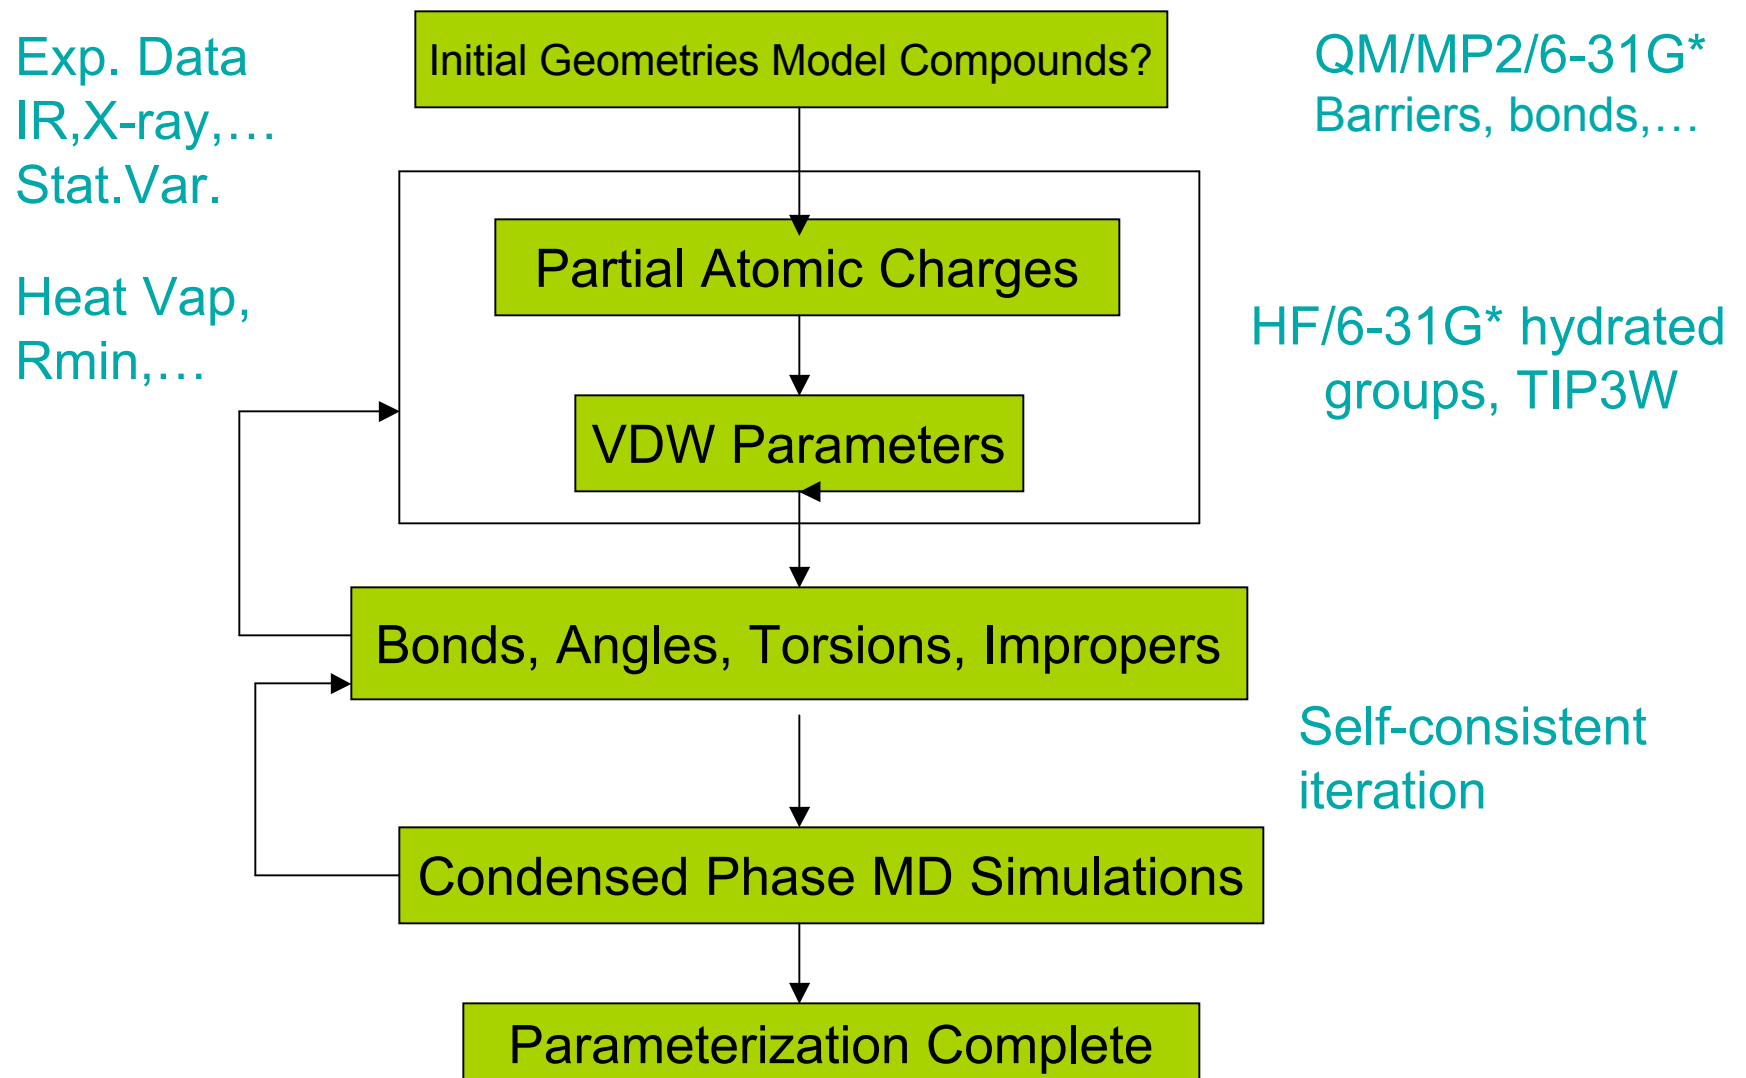 Exp. Data
IR,X-ray,…
Stat.Var.
Initial Geometries Model Compounds?
QM/MP2/6-31G*
Barriers, bonds,…
Heat Vap,
Rmin,…
Partial Atomic Charges
HF/6-31G* hydrated
groups, TIP3W
VDW Parameters
Bonds, Angles, Torsions, Impropers
Self-consistent
iteration
Condensed Phase MD Simulations
Parameterization Complete